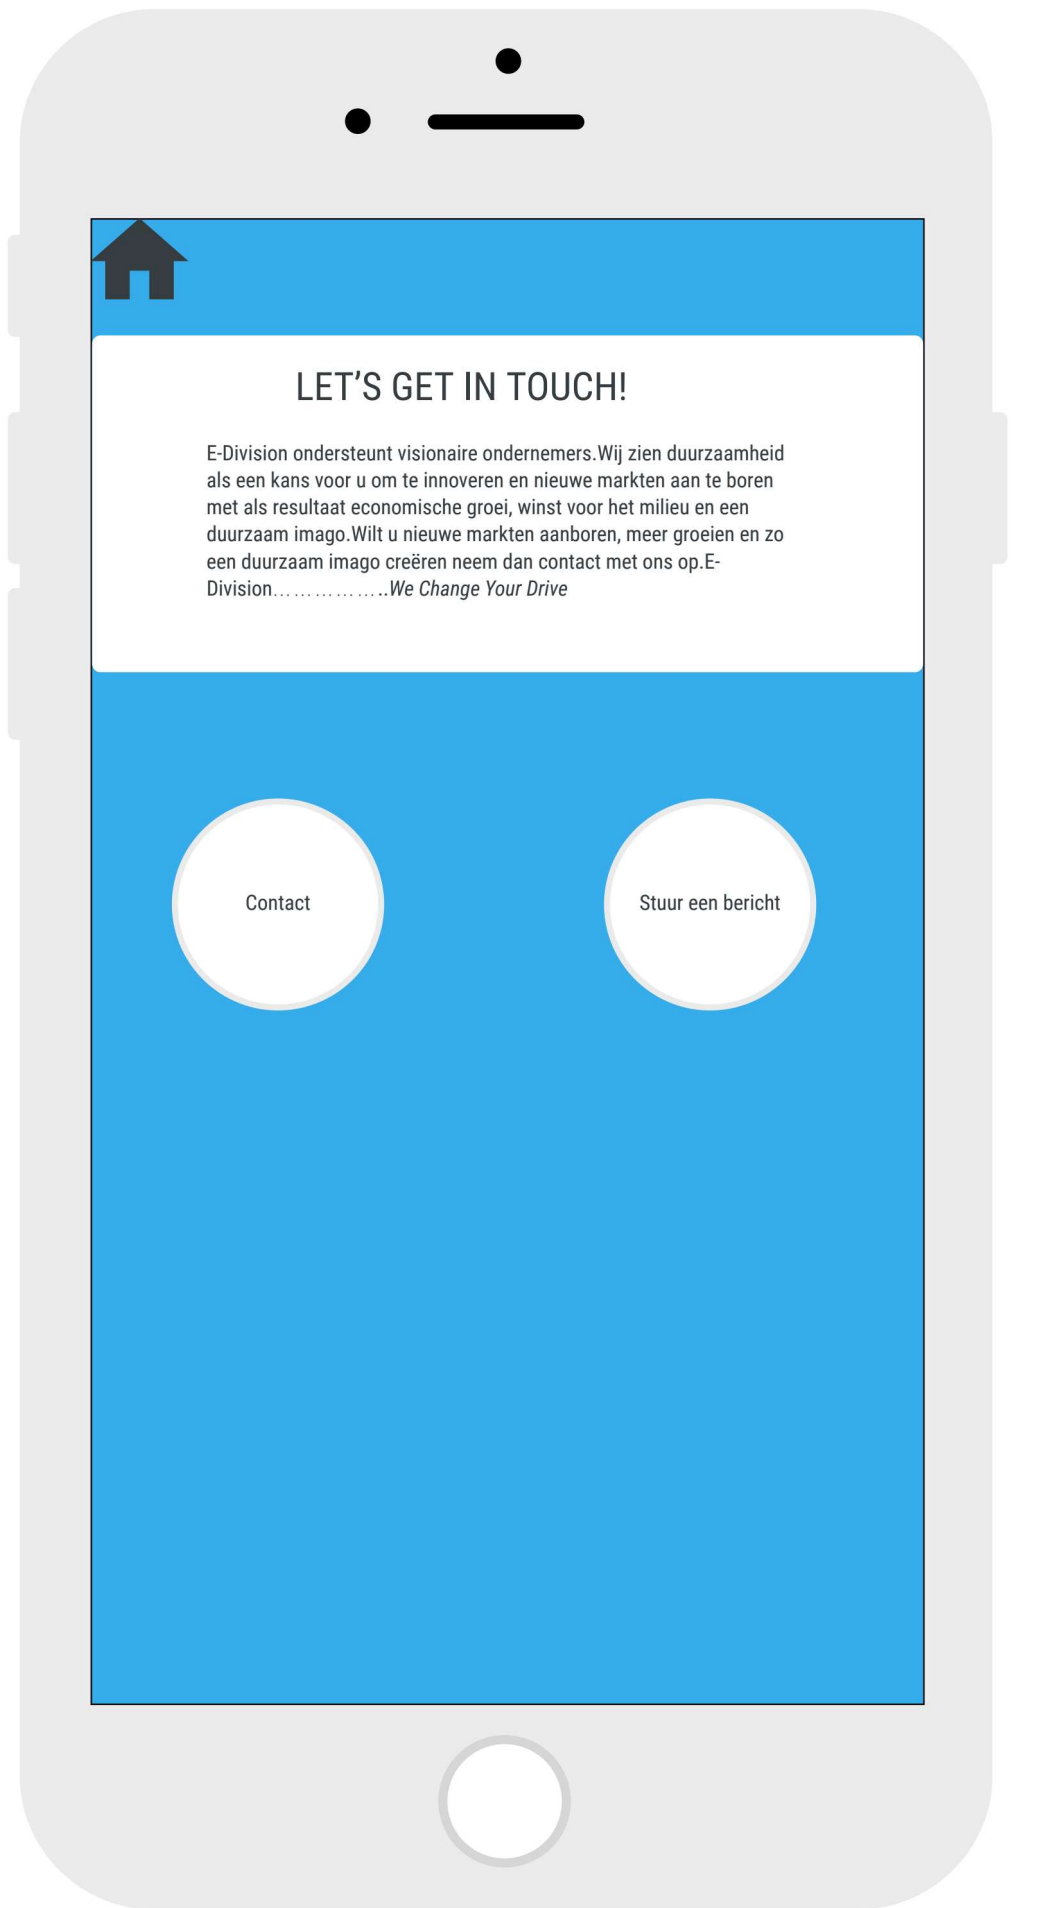 LET’S GET IN TOUCH!
E-Division ondersteunt visionaire ondernemers.Wij zien duurzaamheid
als een kans voor u om te innoveren en nieuwe markten aan te boren
met als resultaat economische groei, winst voor het milieu en een
duurzaam imago.Wilt u nieuwe markten aanboren, meer groeien en zo
een duurzaam imago creëren neem dan contact met ons op.E-
Division……………..We Change Your Drive
Contact
Stuur een bericht